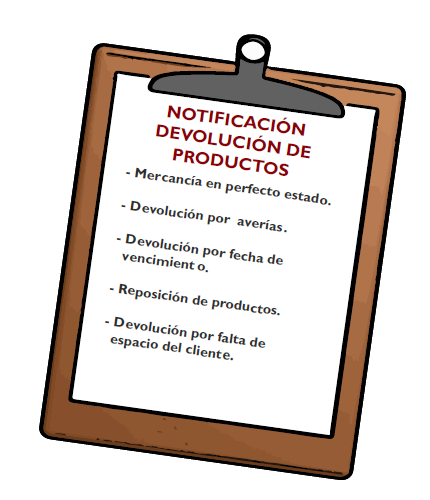 NOTIFICACIÓN
DEVOLUCIÓN DE
PRODUCTOS
- Mercancía en perfecto estado.
- Devolución por averías.
- Devolución por fecha de
vencimiento.
- Reposición de productos.
- Devolución por falta de
espacio del cliente.